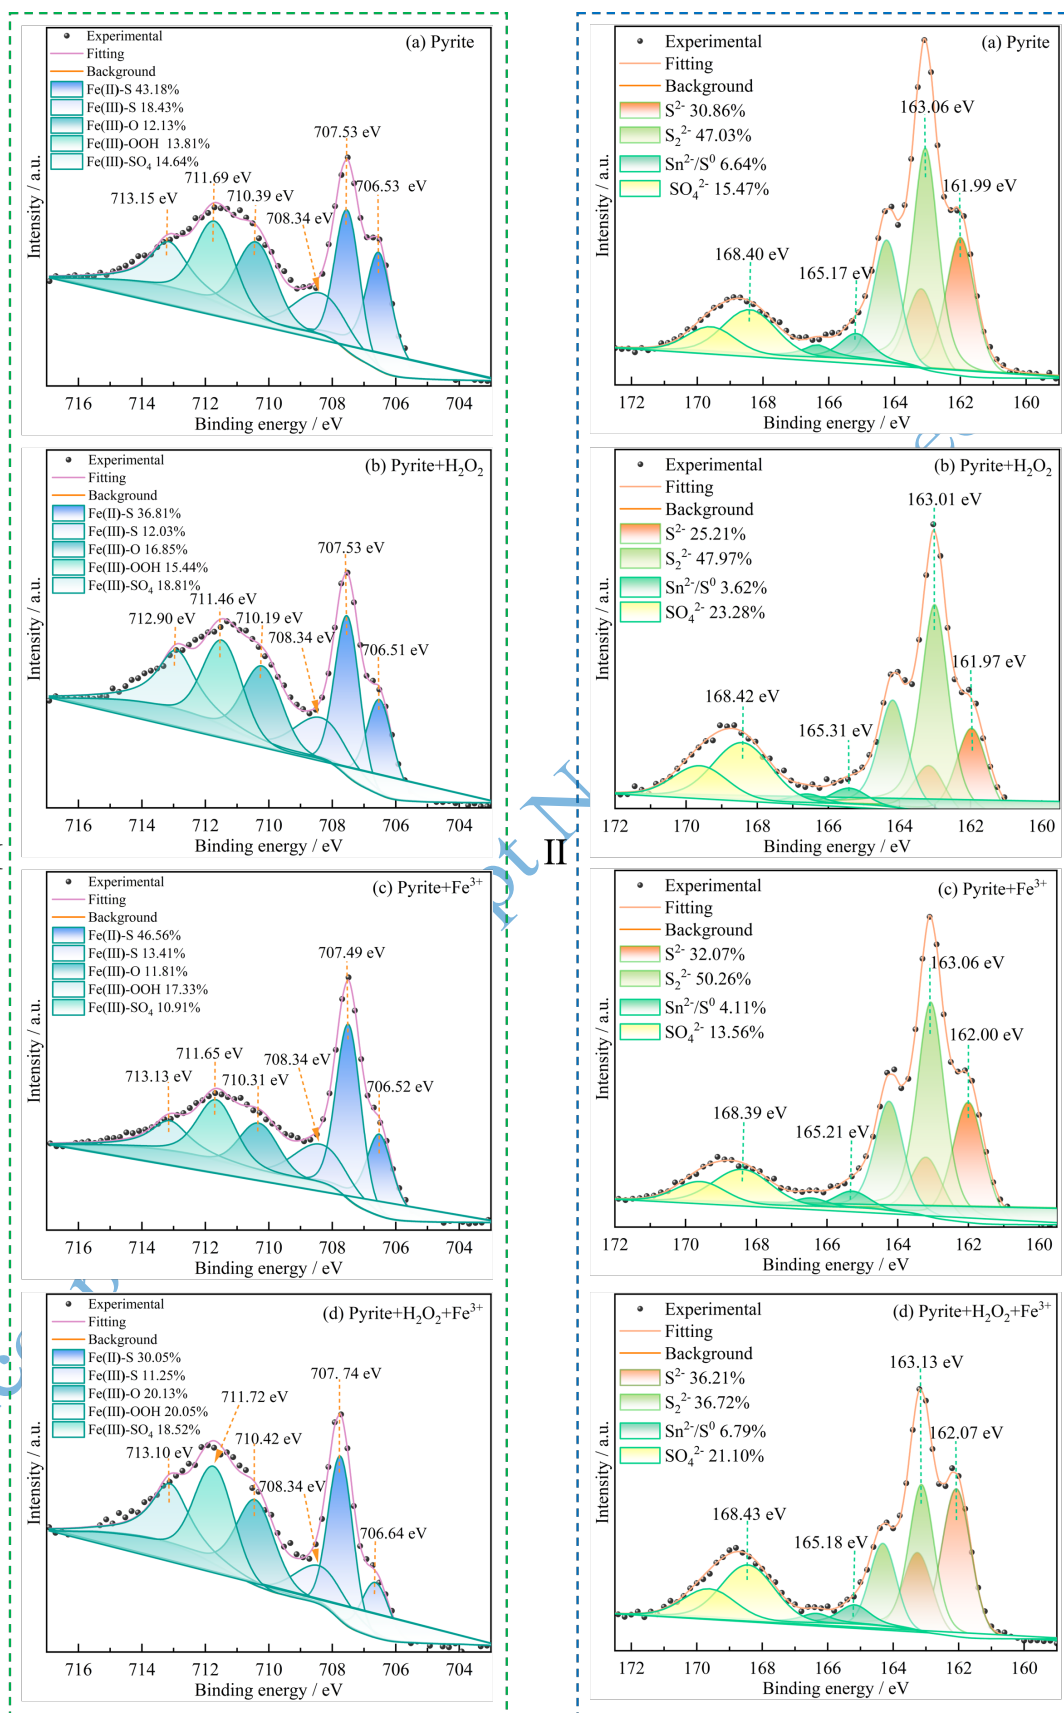 Experimental
(a) Pyrite
Fitting
Background
Fe(II)-S 43.18%
Fe(III)-S 18.43%
Fe(III)-O 12.13%
Fe(III)-OOH 13.81%
Fe(III)-SO₄ 14.64%
707.53 eV
711.69 eV
706.53 eV
713.15 eV
710.39 eV
708.34 eV
Intensity / a.u.
716 714 712 710 708 706 704
Binding energy / eV
Experimental
(b) Pyrite+H₂O₂
Fitting
Background
Fe(II)-S 36.81%
Fe(III)-S 12.03%
Fe(III)-O 16.85%
Fe(III)-OOH 15.44%
Fe(III)-SO₄ 18.81%
707.53 eV
711.46 eV
712.90 eV
710.19 eV
708.34 eV
706.51 eV
Intensity / a.u.
716 714 712 710 708 706 704
Binding energy / eV
Experimental
(c) Pyrite+Fe³⁺
Fitting
Background
Fe(II)-S 46.56%
Fe(III)-S 13.41%
Fe(III)-O 11.81%
Fe(III)-OOH 17.33%
Fe(III)-SO₄ 10.91%
707.49 eV
711.65 eV
708.34 eV
713.13 eV
710.31 eV
706.52 eV
Intensity / a.u.
716 714 712 710 708 706 704
Binding energy / eV
Experimental
(d) Pyrite+H₂O₂+Fe³⁺
Fitting
Background
Fe(II)-S 30.05%
Fe(III)-S 11.25%
Fe(III)-O 20.13%
Fe(III)-OOH 20.05%
Fe(III)-SO₄ 18.52%
707. 74 eV
711.72 eV
713.10 eV
710.42 eV
708.34 eV
706.64 eV
Intensity / a.u.
716 714 712 710 708 706 704
Binding energy / eV
II
Experimental
(a) Pyrite
Fitting
Background
S²⁻ 30.86%
S₂²⁻ 47.03%
Sn²⁻/S⁰ 6.64%
SO₄²⁻ 15.47%
163.06 eV
161.99 eV
168.40 eV
165.17 eV
Intensity / a.u.
172 170 168 166 164 162 160
Binding energy / eV
Experimental
(b) Pyrite+H₂O₂
Fitting
Background
S²⁻ 25.21%
S₂²⁻ 47.97%
Sn²⁻/S⁰ 3.62%
SO₄²⁻ 23.28%
163.01 eV
161.97 eV
168.42 eV
165.31 eV
Intensity / a.u.
172 170 168 166 164 162 160
Binding energy / eV
Experimental
(c) Pyrite+Fe³⁺
Fitting
Background
S²⁻ 32.07%
S₂²⁻ 50.26%
Sn²⁻/S⁰ 4.11%
SO₄²⁻ 13.56%
163.06 eV
162.00 eV
168.39 eV
165.21 eV
Intensity / a.u.
172 170 168 166 164 162 160
Binding energy / eV
Experimental
(d) Pyrite+H₂O₂+Fe³⁺
Fitting
Background
S²⁻ 36.21%
S₂²⁻ 36.72%
Sn²⁻/S⁰ 6.79%
SO₄²⁻ 21.10%
163.13 eV
162.07 eV
168.43 eV
165.18 eV
Intensity / a.u.
172 170 168 166 164 162 160
Binding energy / eV